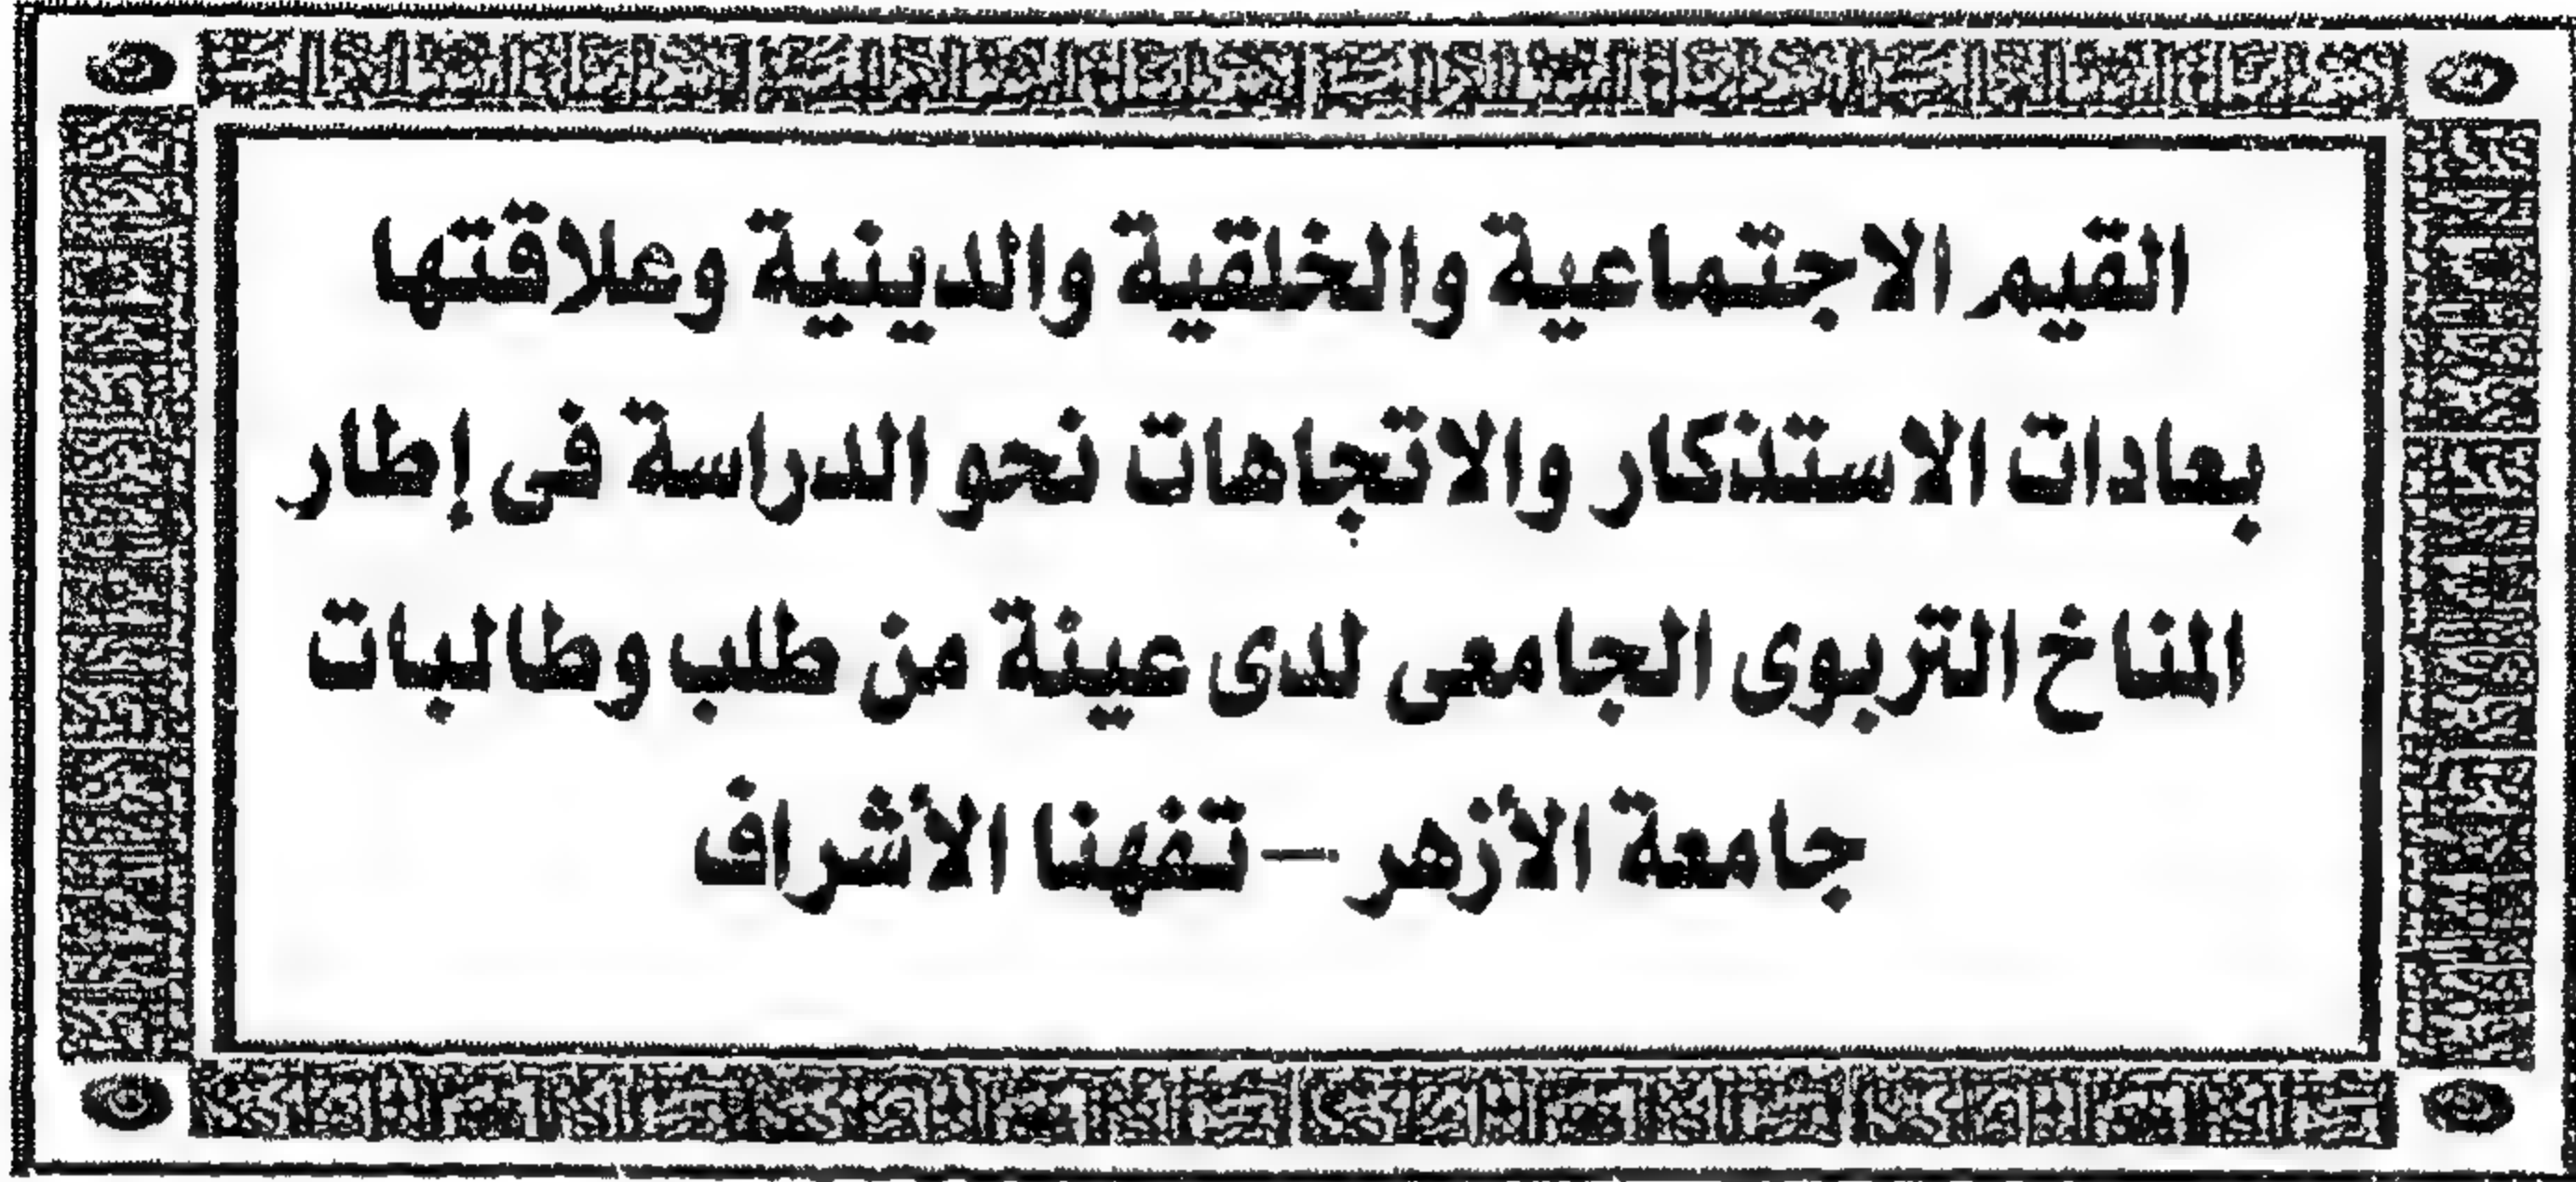 القيم الاجتماعية والخلقية والدينية وعلاقتها
بعادات الاستذكار والاتجاهات نحو الدراسة فى إطار
المناخ التربوى الجامعى لدى عينة من طلب وطالبات
جامعة الأزهر – تفهنا الأشراف